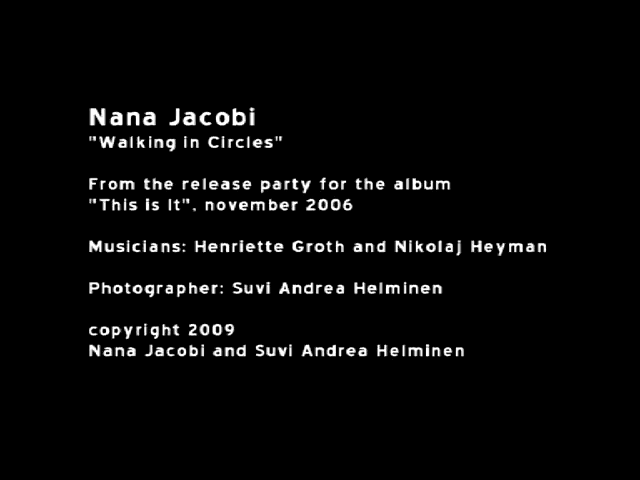 Nana Jacobi
"Walking in Circles"
From the release party for the album
"This is It", november 2006
Musicians: Henriette Groth and Nikolaj Heyman
Photographer: Suvi Andrea Helminen
copyright 2009
Nana Jacobi and Suvi Andrea Helminen